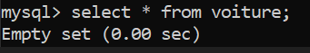 mysql> select * from voiture;
Empty set (0.00 sec)